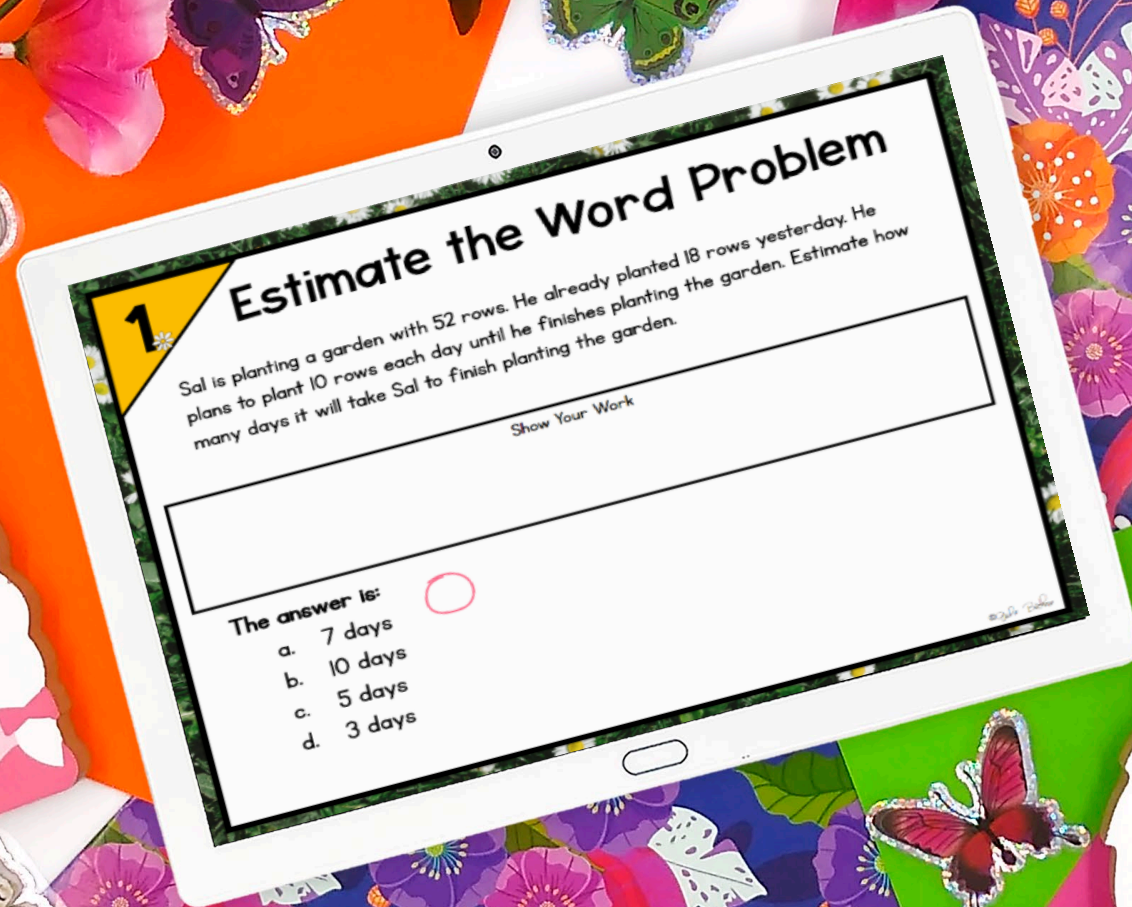 1
Estimate the Word Problem
Sal is planting a garden with 52 rows. He already planted 18 rows yesterday. He
plans to plant 10 rows each day until he finishes planting the garden. Estimate how
many days it will take Sal to finish planting the garden.
Show Your Work
The answer is:
a. 7 days
b. 10 days
c. 5 days
d. 3 days